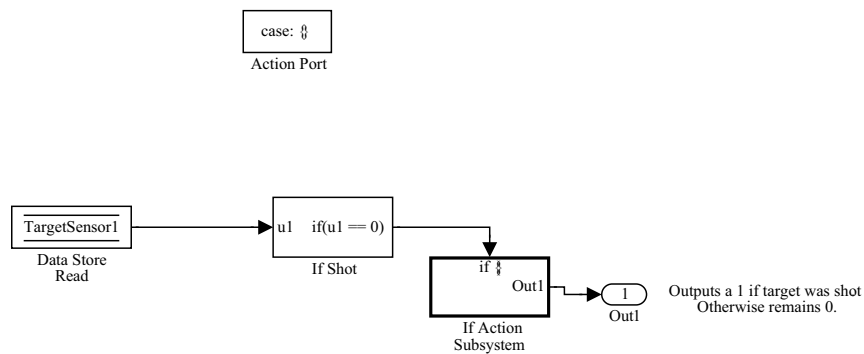 case: { }
Action Port
TargetSensor1
Data Store
Read
u1 if(u1 == 0)
If Shot
if { }
Out1
If Action
Subsystem
1
Out1
Outputs a 1 if target was shot
Otherwise remains 0.